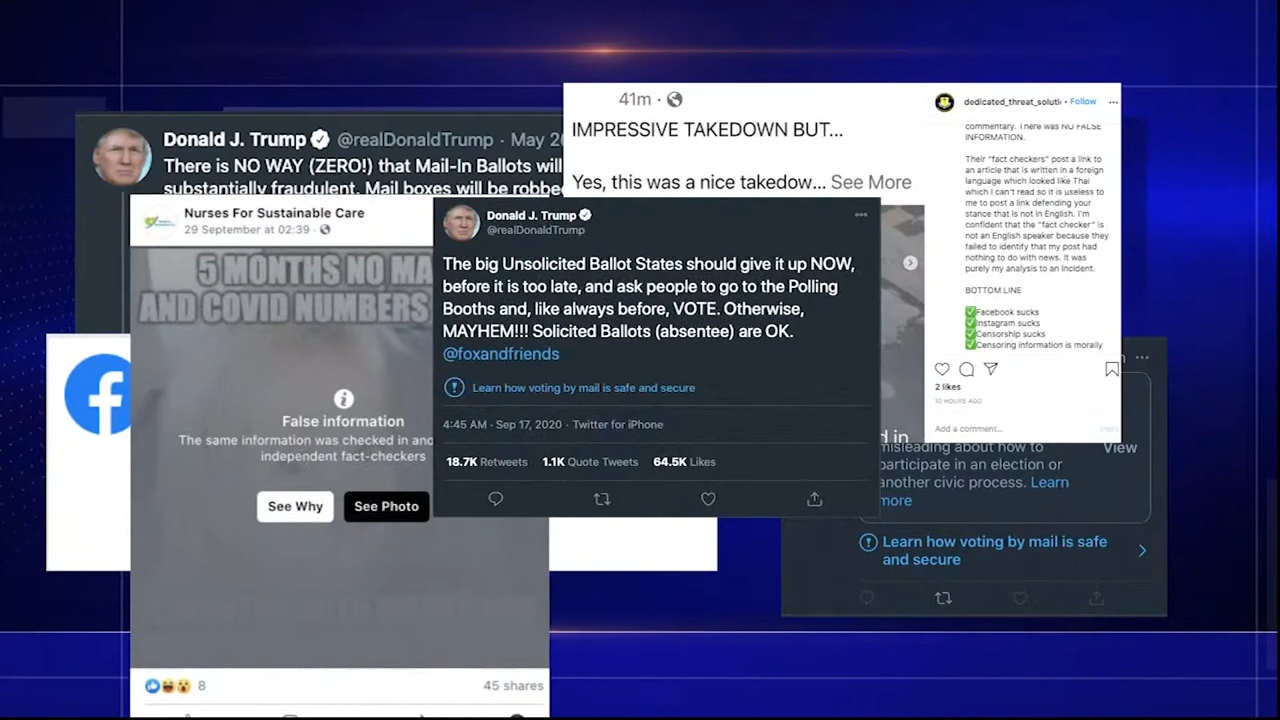 Donald J. Trump @realDonaldTrump · May 2
There is NO WAY (ZERO!) that Mail-In Ballots will
substantially fraudulent. Mail boxes will be robbe
41m ·
IMPRESSIVE TAKEDOWN BUT...
Yes, this was a nice takedow... See More
dedicated_threat_soluti · Follow ...
commentary. There was NO FALSE
INFORMATION.
Their "fact checkers" post a link to
an article that is written in a foreign
language which looked like Thai
which I can't read so it is useless to
me to post a link defending your
stance that is not in English. I'm
confident that the "fact checker" is
not an English speaker because they
failed to identify that my post had
nothing to do with news. It was
purely my analysis to an incident.
BOTTOM LINE
✅Facebook sucks
✅Instagram sucks
✅Censorship sucks
✅Censoring information is morally
2 likes
10 HOURS AGO
Add a comment... Post
Nurses For Sustainable Care
29 September at 02:39 ·
5 MONTHS NO MA
AND COVID NUMBERS
False information
The same information was checked in ano
independent fact-checkers
See Why See Photo
8 45 shares
Donald J. Trump
@realDonaldTrump
The big Unsolicited Ballot States should give it up NOW,
before it is too late, and ask people to go to the Polling
Booths and, like always before, VOTE. Otherwise,
MAYHEM!!! Solicited Ballots (absentee) are OK.
@foxandfriends
Learn how voting by mail is safe and secure
4:45 AM · Sep 17, 2020 · Twitter for iPhone
18.7K Retweets 1.1K Quote Tweets 64.5K Likes
d in
misleading about how to View
participate in an election or
another civic process. Learn
more
Learn how voting by mail is safe
and secure